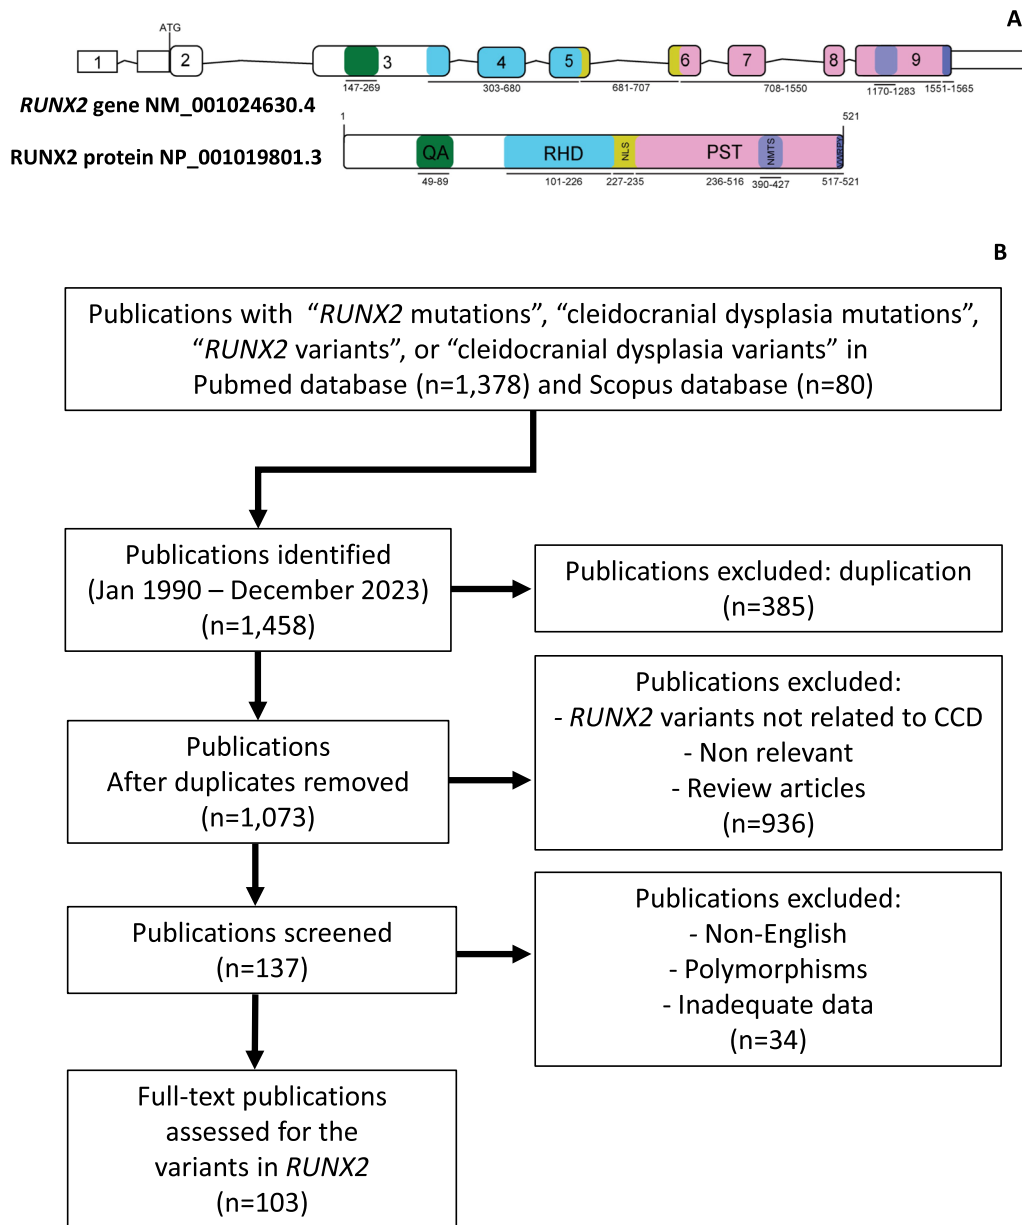 A
ATG
1
2
3
4
5
6
7
8
9
147-269
303-680
681-707
708-1550
1170-1283
1551-1565
RUNX2 gene NM_001024630.4
1
521
RUNX2 protein NP_001019801.3
QA
RHD
NLS
PST
NMTS
49-89
101-226
227-235
236-516
390-427
517-521
B
Publications with “RUNX2 mutations”, “cleidocranial dysplasia mutations”,
“RUNX2 variants”, or “cleidocranial dysplasia variants” in
Pubmed database (n=1,378) and Scopus database (n=80)
Publications identified
(Jan 1990 – December 2023)
(n=1,458)
Publications excluded: duplication
(n=385)
Publications
After duplicates removed
(n=1,073)
Publications excluded:
- RUNX2 variants not related to CCD
- Non relevant
- Review articles
(n=936)
Publications screened
(n=137)
Publications excluded:
- Non-English
- Polymorphisms
- Inadequate data
(n=34)
Full-text publications
assessed for the
variants in RUNX2
(n=103)